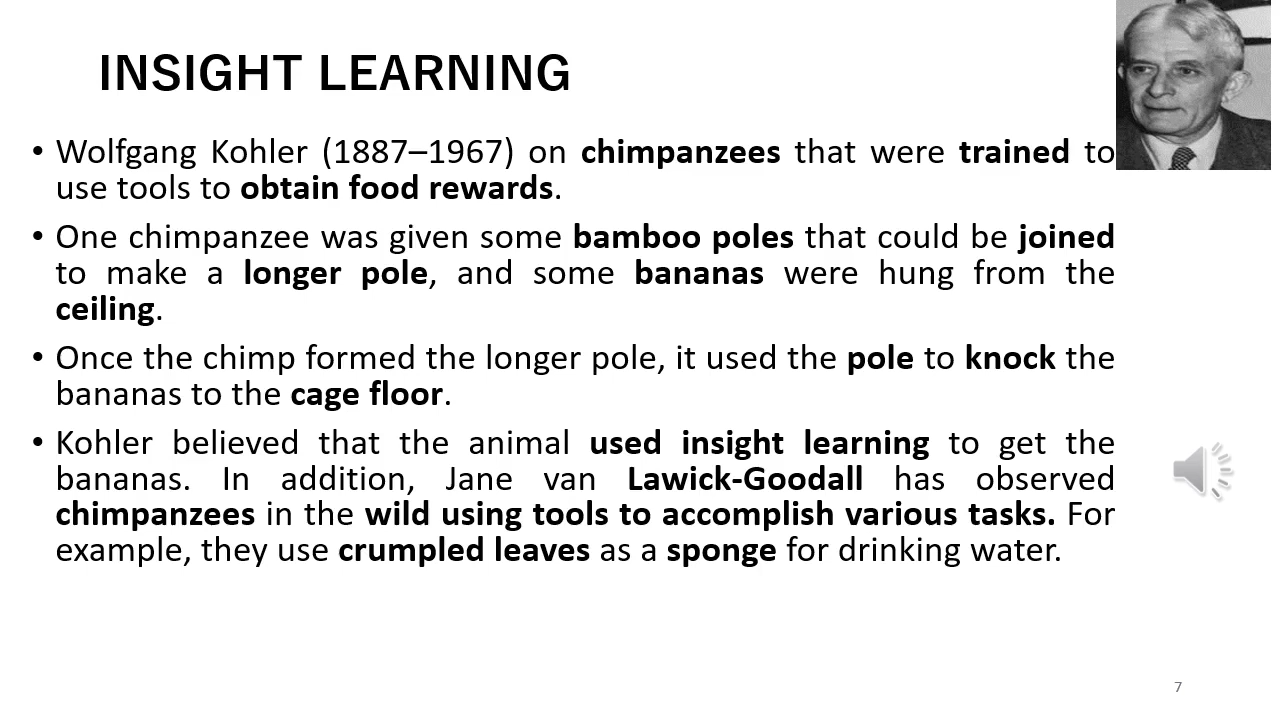 INSIGHT LEARNING
• Wolfgang Kohler (1887–1967) on chimpanzees that were trained to
use tools to obtain food rewards.
• One chimpanzee was given some bamboo poles that could be joined
to make a longer pole, and some bananas were hung from the
ceiling.
• Once the chimp formed the longer pole, it used the pole to knock the
bananas to the cage floor.
• Kohler believed that the animal used insight learning to get the
bananas. In addition, Jane van Lawick-Goodall has observed
chimpanzees in the wild using tools to accomplish various tasks. For
example, they use crumpled leaves as a sponge for drinking water.
7